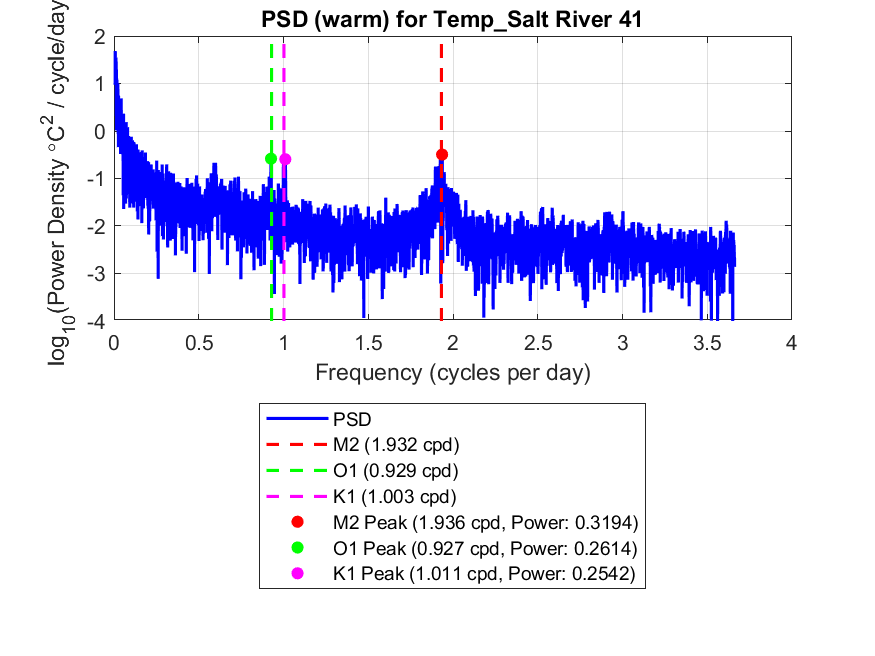 PSD (warm) for Temp_Salt River 41
log10(Power Density °C2 / cycle/day
2
1
0
-1
-2
-3
-4
0 0.5 1 1.5 2 2.5 3 3.5 4
Frequency (cycles per day)
PSD
M2 (1.932 cpd)
O1 (0.929 cpd)
K1 (1.003 cpd)
M2 Peak (1.936 cpd, Power: 0.3194)
O1 Peak (0.927 cpd, Power: 0.2614)
K1 Peak (1.011 cpd, Power: 0.2542)